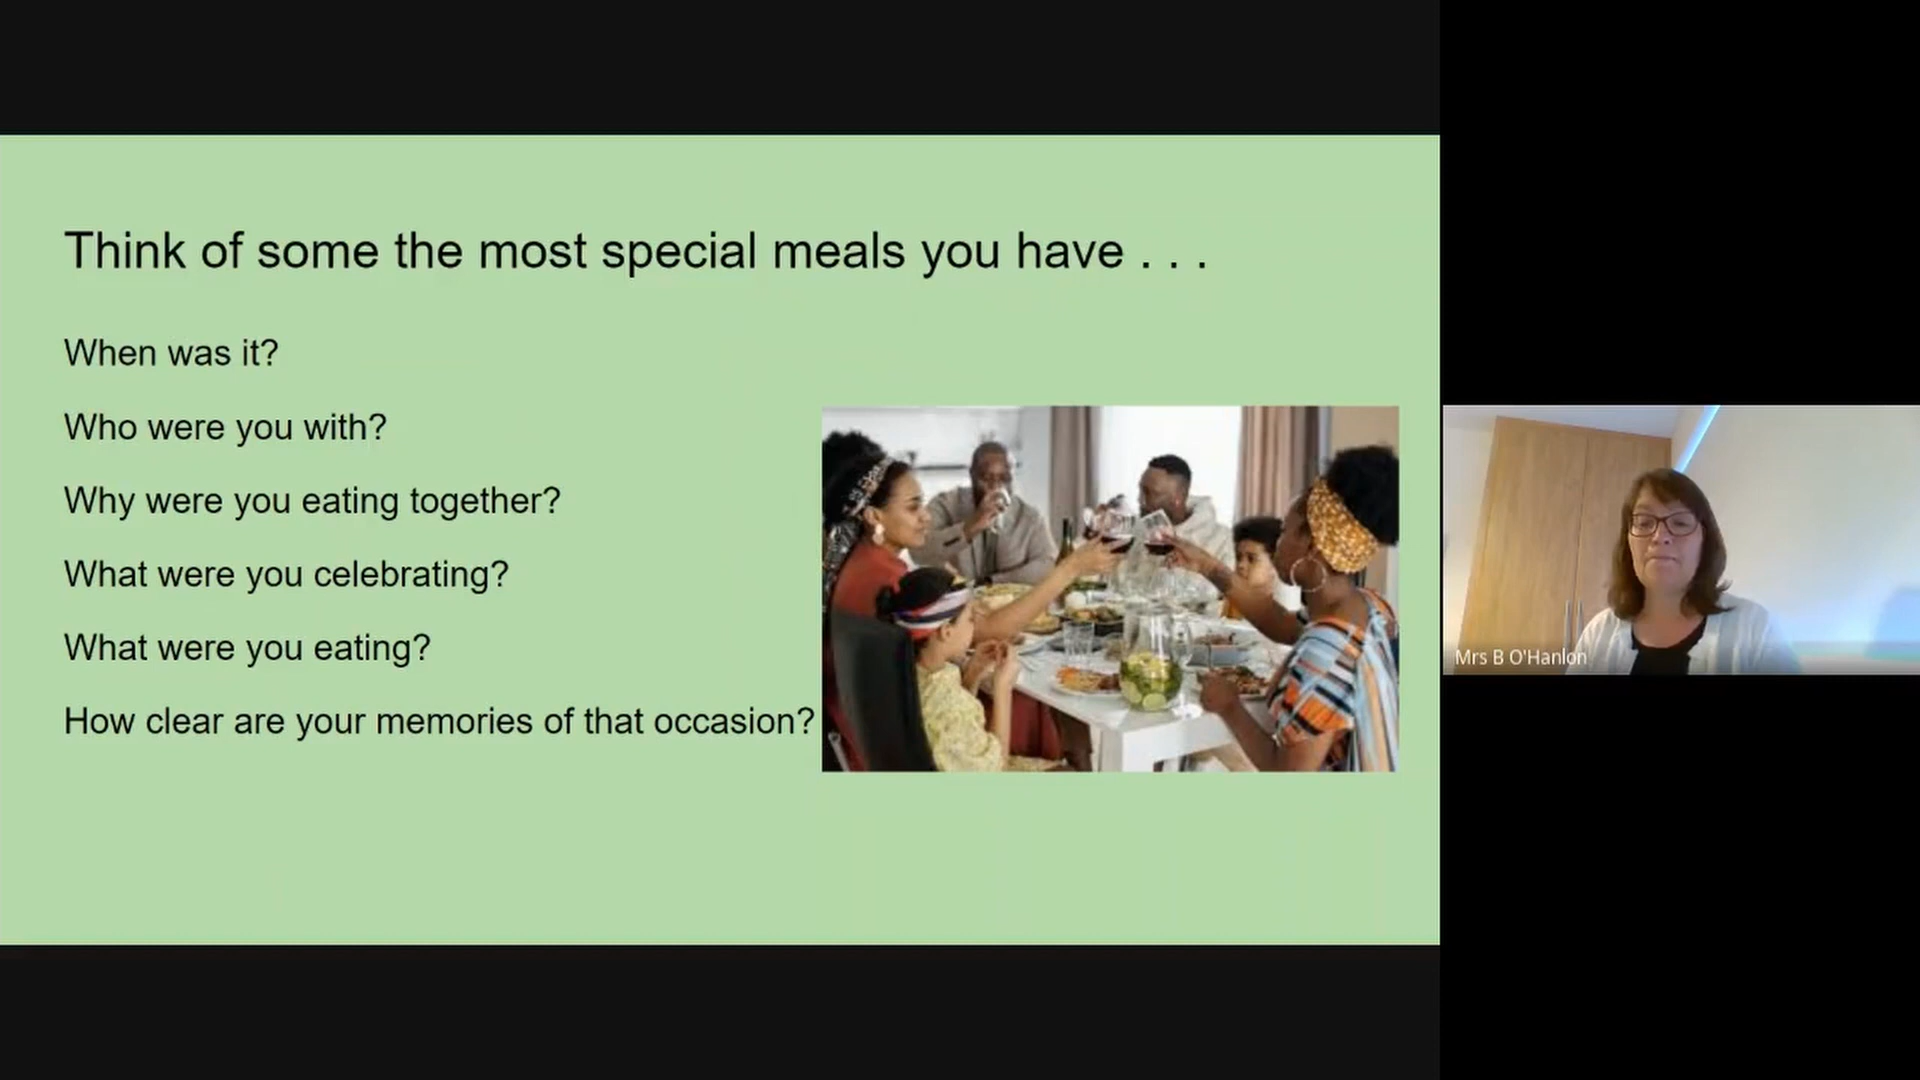 Think of some the most special meals you have . . .
When was it?
Who were you with?
Why were you eating together?
What were you celebrating?
What were you eating?
How clear are your memories of that occasion?
Mrs B O'Hanlon